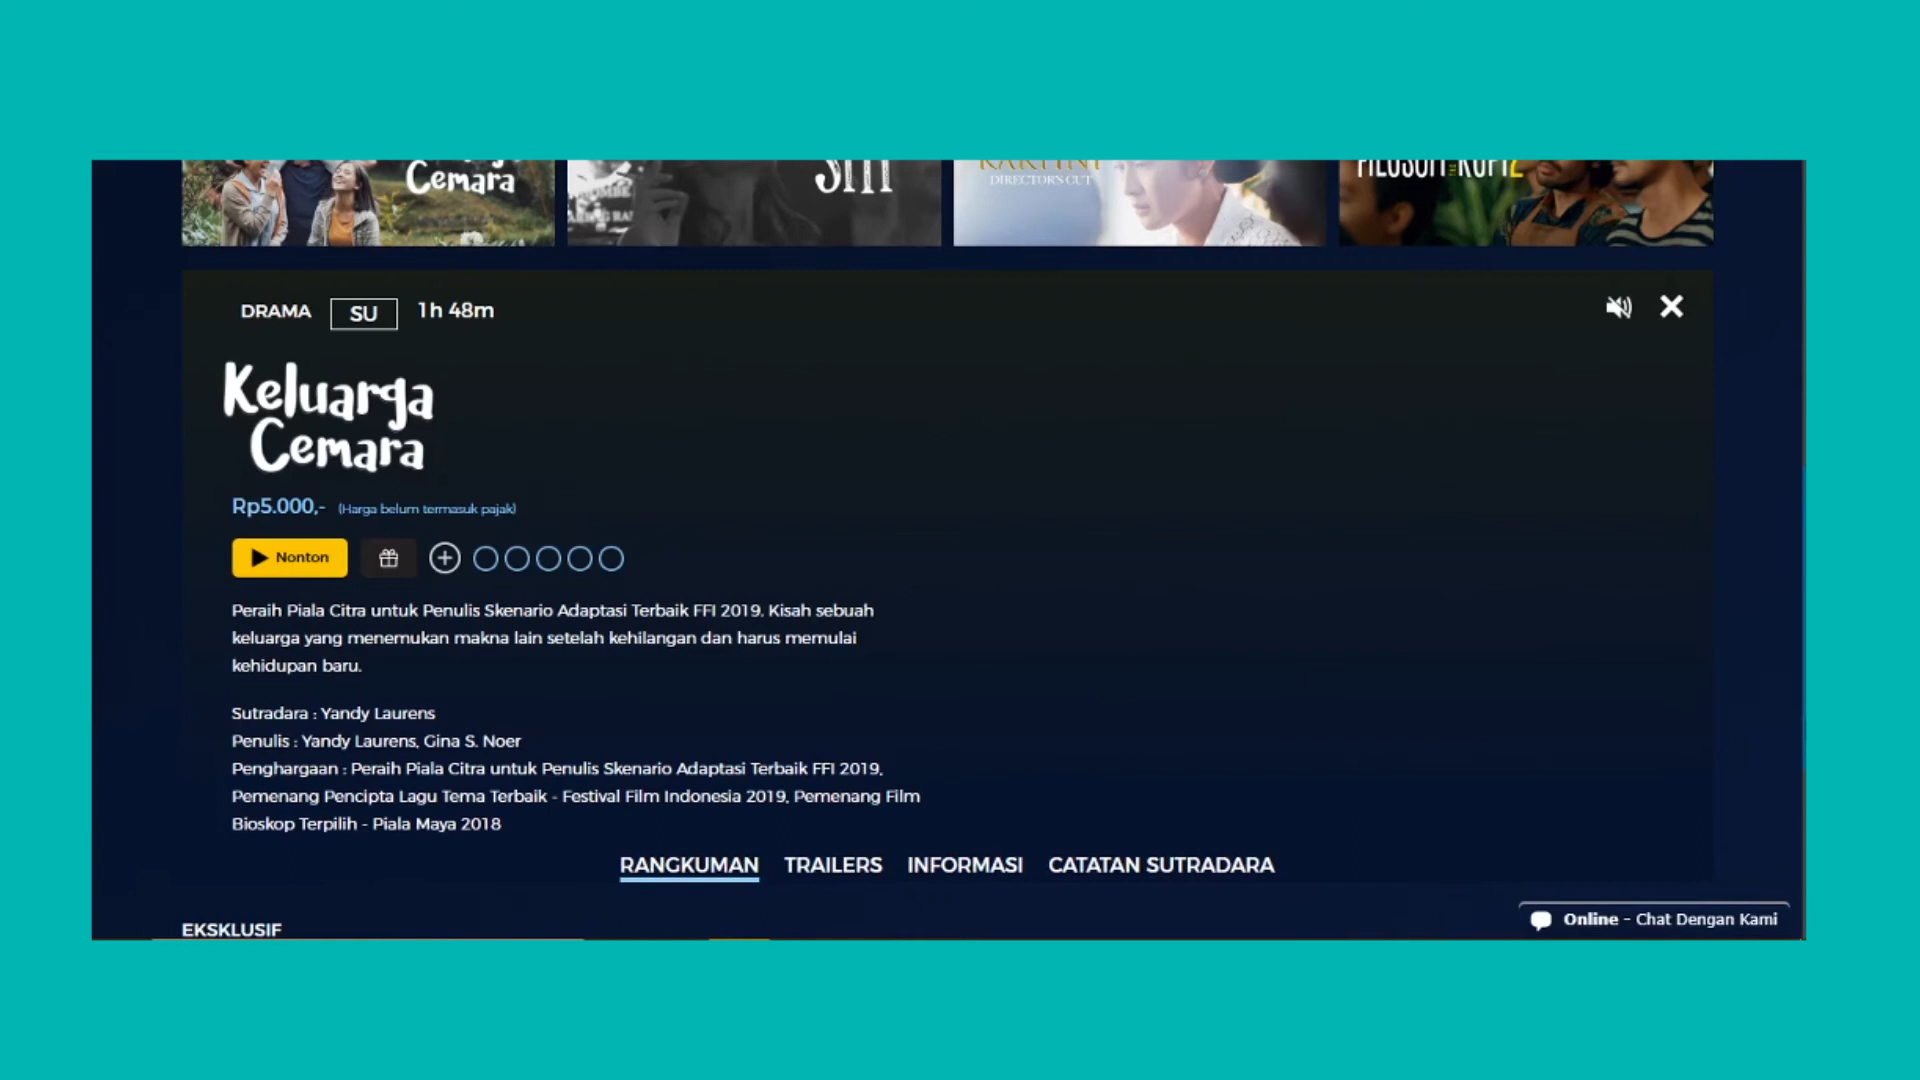 Cemara
DIRECTOR'S CUT
DRAMA SU 1h 48m
Keluarga
Cemara
Rp5.000,- (Harga belum termasuk pajak)
Nonton
Peraih Piala Citra untuk Penulis Skenario Adaptasi Terbaik FFI 2019. Kisah sebuah
keluarga yang menemukan makna lain setelah kehilangan dan harus memulai
kehidupan baru.
Sutradara : Yandy Laurens
Penulis : Yandy Laurens, Gina S. Noer
Penghargaan : Peraih Piala Citra untuk Penulis Skenario Adaptasi Terbaik FFI 2019,
Pemenang Pencipta Lagu Tema Terbaik - Festival Film Indonesia 2019, Pemenang Film
Bioskop Terpilih - Piala Maya 2018
RANGKUMAN TRAILERS INFORMASI CATATAN SUTRADARA
EKSKLUSIF
Online - Chat Dengan Kami